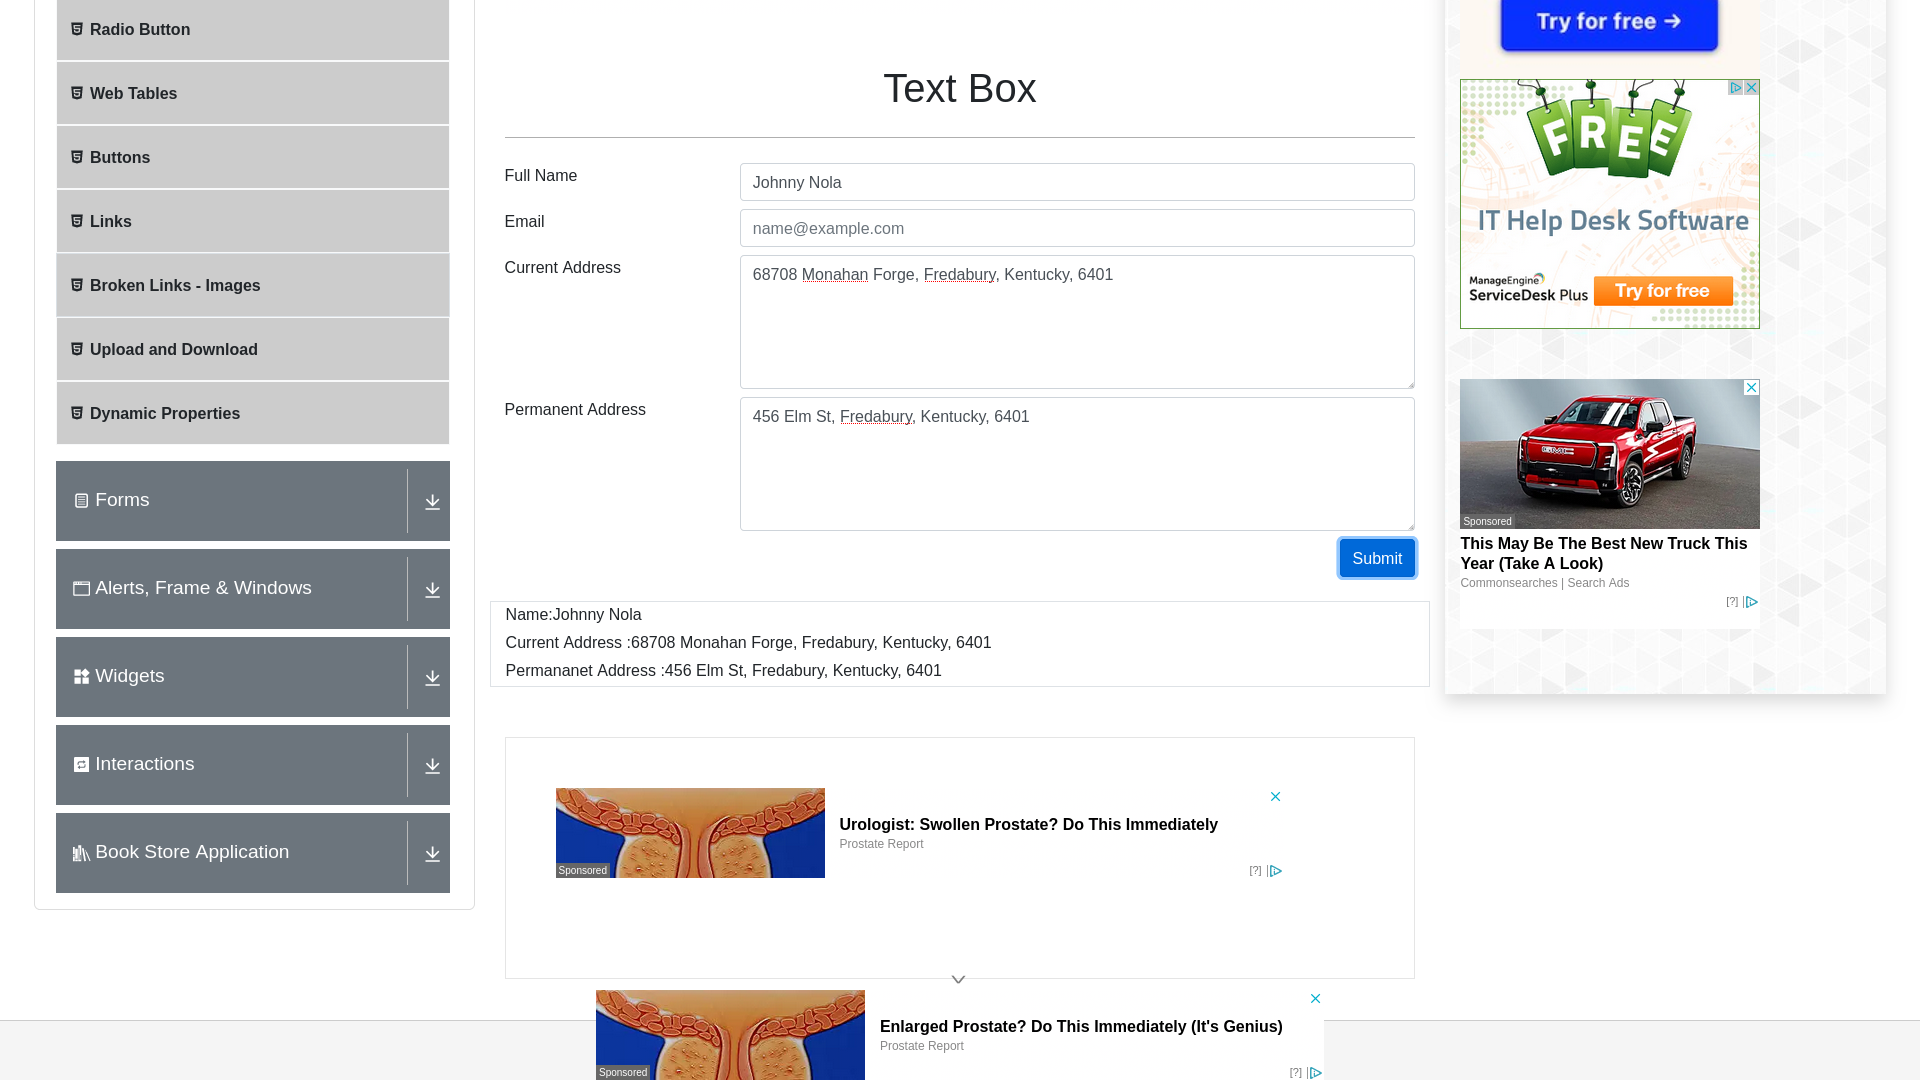 Radio Button
Web Tables
Buttons
Links
Broken Links - Images
Upload and Download
Dynamic Properties
Forms
Alerts, Frame & Windows
Widgets
Interactions
Book Store Application
Text Box
Full Name
Johnny Nola
Email
name@example.com
Current Address
68708 Monahan Forge, Fredabury, Kentucky, 6401
Permanent Address
456 Elm St, Fredabury, Kentucky, 6401
Submit
Name:Johnny Nola
Current Address :68708 Monahan Forge, Fredabury, Kentucky, 6401
Permananet Address :456 Elm St, Fredabury, Kentucky, 6401
Urologist: Swollen Prostate? Do This Immediately
Prostate Report
Sponsored
[?]
Enlarged Prostate? Do This Immediately (It's Genius)
Prostate Report
Sponsored
[?]
Try for free →
FREE
IT Help Desk Software
ManageEngine
ServiceDesk Plus
Try for free
GMC
Sponsored
This May Be The Best New Truck This
Year (Take A Look)
Commonsearches | Search Ads
[?]